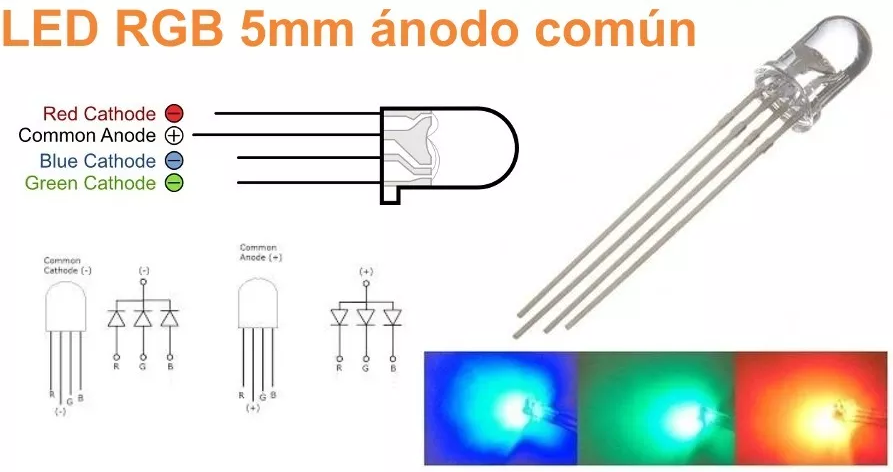 LED RGB 5mm ánodo común
Red Cathode
Common Anode
Blue Cathode
Green Cathode
Common
Cathode (-)
(-)
R G B
R G B
(-)
Common
Anode (+)
(+)
R G B
R G B
(+)